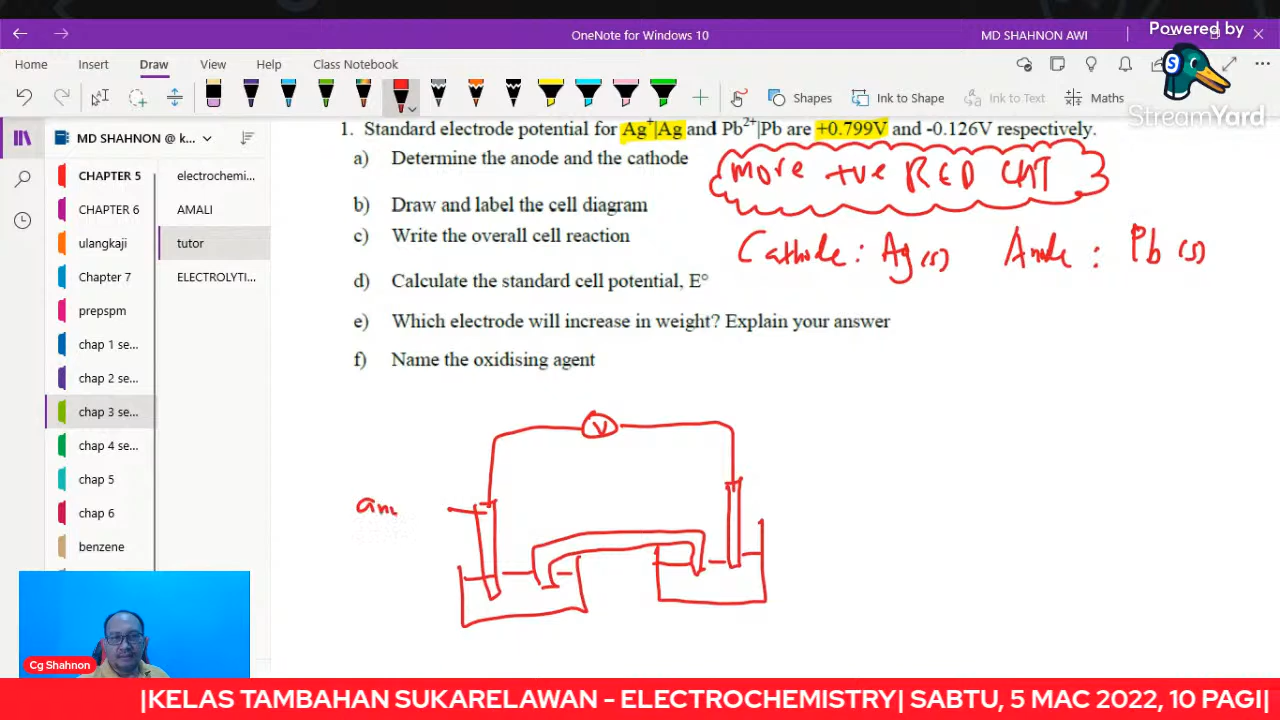 OneNote for Windows 10
MD SHAHNON AWI
Powered by
StreamYard
Home Insert Draw View Help Class Notebook
Shapes Ink to Shape Ink to Text Maths
MD SHAHNON @ k...
CHAPTER 5
CHAPTER 6
ulangkaji
Chapter 7
prepspm
chap 1 se...
chap 2 se...
chap 3 se...
chap 4 se...
chap 5
chap 6
benzene
electrochemi...
AMALI
tutor
ELECTROLYTI...
1. Standard electrode potential for Ag⁺|Ag and Pb²⁺|Pb are +0.799V and -0.126V respectively.
a) Determine the anode and the cathode
b) Draw and label the cell diagram
c) Write the overall cell reaction
d) Calculate the standard cell potential, E°
e) Which electrode will increase in weight? Explain your answer
f) Name the oxidising agent
More +ve RED CAT
Cathode : Ag (s) Anode : Pb (s)
V
ano
Cg Shahnon
|KELAS TAMBAHAN SUKARELAWAN - ELECTROCHEMISTRY| SABTU, 5 MAC 2022, 10 PAGI|